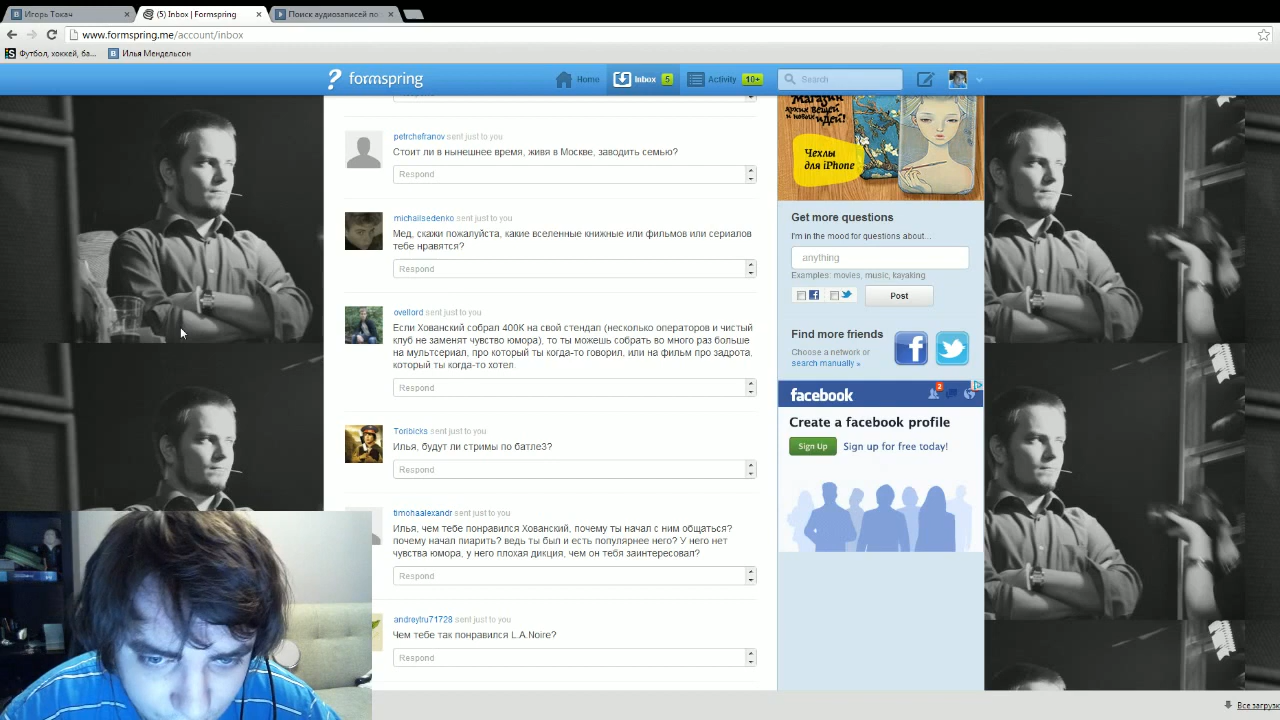 Игорь Токач
(5) Inbox | Formspring
Поиск аудиозаписей по
www.formspring.me/account/inbox
Футбол, хоккей, ба...
Илья Мендельсон
formspring
Home
Inbox 5
Activity 10+
Search
Respond
petrchefranov sent just to you
Стоит ли в нынешнее время, живя в Москве, заводить семью?
Respond
michailsedenko sent just to you
Мед, скажи пожалуйста, какие вселенные книжные или фильмов или сериалов
тебе нравятся?
Respond
ovellord sent just to you
Если Хованский собрал 400К на свой стендап (несколько операторов и чистый
клуб не заменят чувство юмора), то ты можешь собрать во много раз больше
на мультсериал, про который ты когда-то говорил, или на фильм про задрота,
который ты когда-то хотел.
Respond
Toribicks sent just to you
Илья, будут ли стримы по батле3?
Respond
timohaalexandr sent just to you
Илья, чем тебе понравился Хованский, почему ты начал с ним общаться?
почему начал пиарить? ведь ты был и есть популярнее него? У него нет
чувства юмора, у него плохая дикция, чем он тебя заинтересовал?
Respond
andreytru71728 sent just to you
Чем тебе так понравился L.A.Noire?
Respond
Магазин
ярких вещей
и новых идей!
Чехлы
для iPhone
Get more questions
I'm in the mood for questions about...
anything
Examples: movies, music, kayaking
Post
Find more friends
Choose a network or
search manually »
facebook
2
Create a facebook profile
Sign Up
Sign up for free today!
Все загрузк